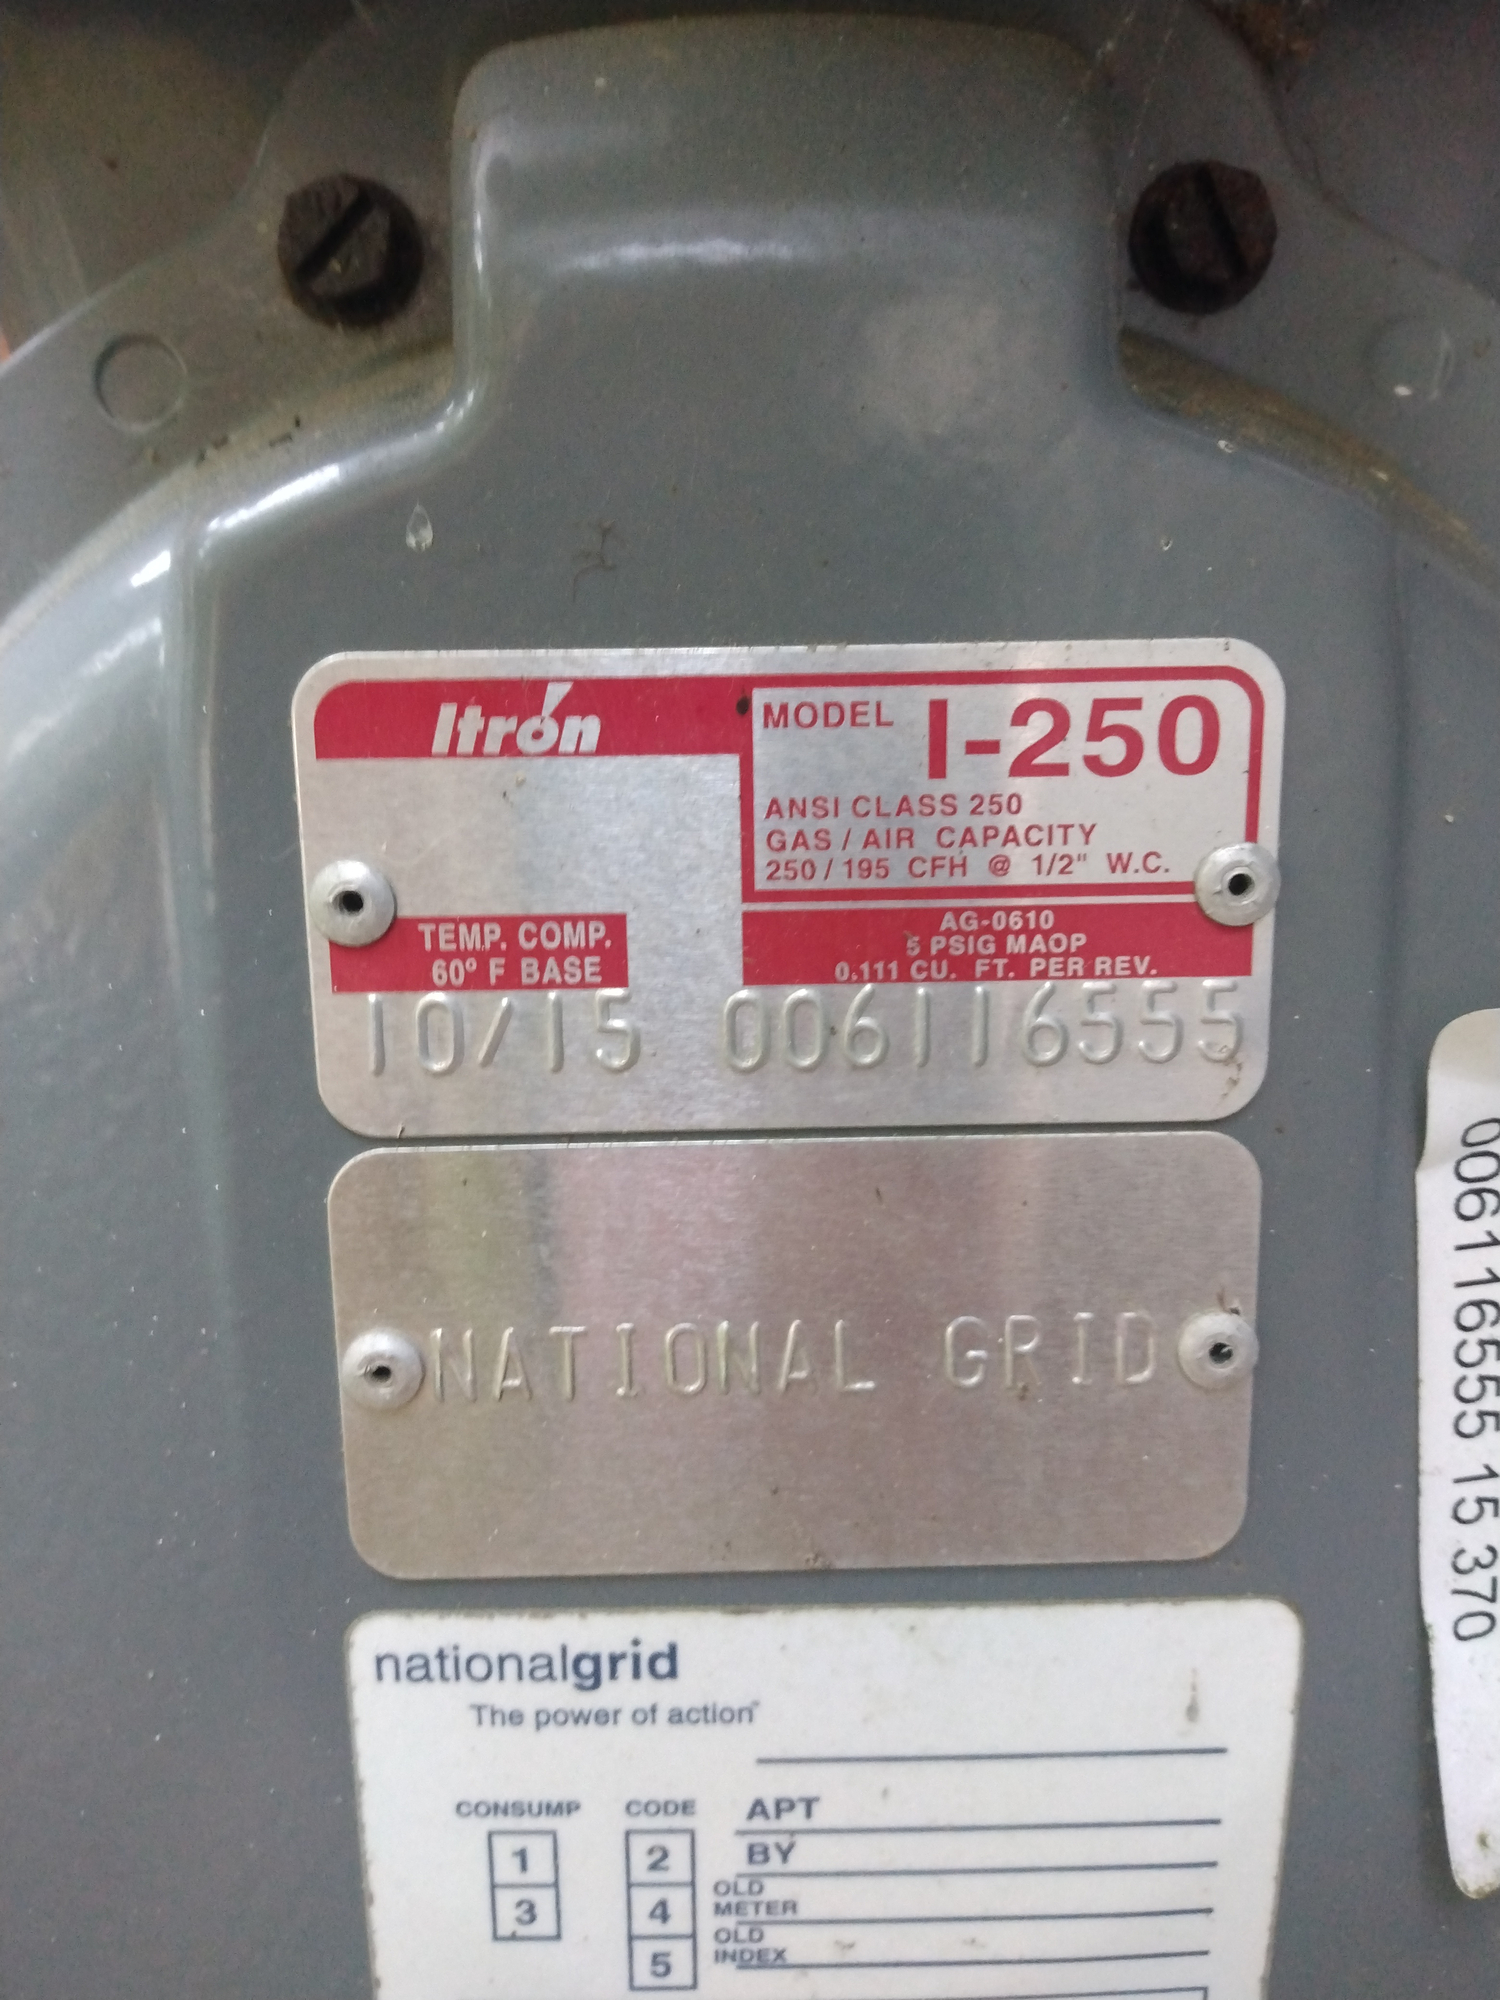 Itrón
MODEL I-250
ANSI CLASS 250
GAS / AIR CAPACITY
250 / 195 CFH @ 1/2" W.C.
TEMP. COMP.
60° F BASE
AG-0610
5 PSIG MAOP
0.111 CU. FT. PER REV.
10/15 006116555
NATIONAL GRID
006116555 15 370
nationalgrid
The power of action
CONSUMP CODE APT
1 2 BY
3 4 OLD METER
5 OLD INDEX